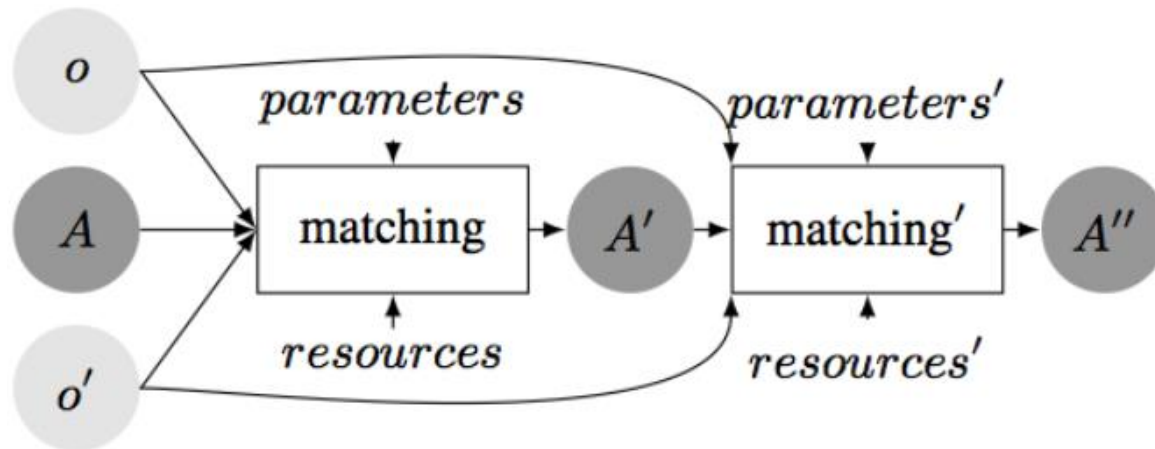 o
parameters
parameters′
A
matching
A′
matching′
A″
resources
resources′
o′